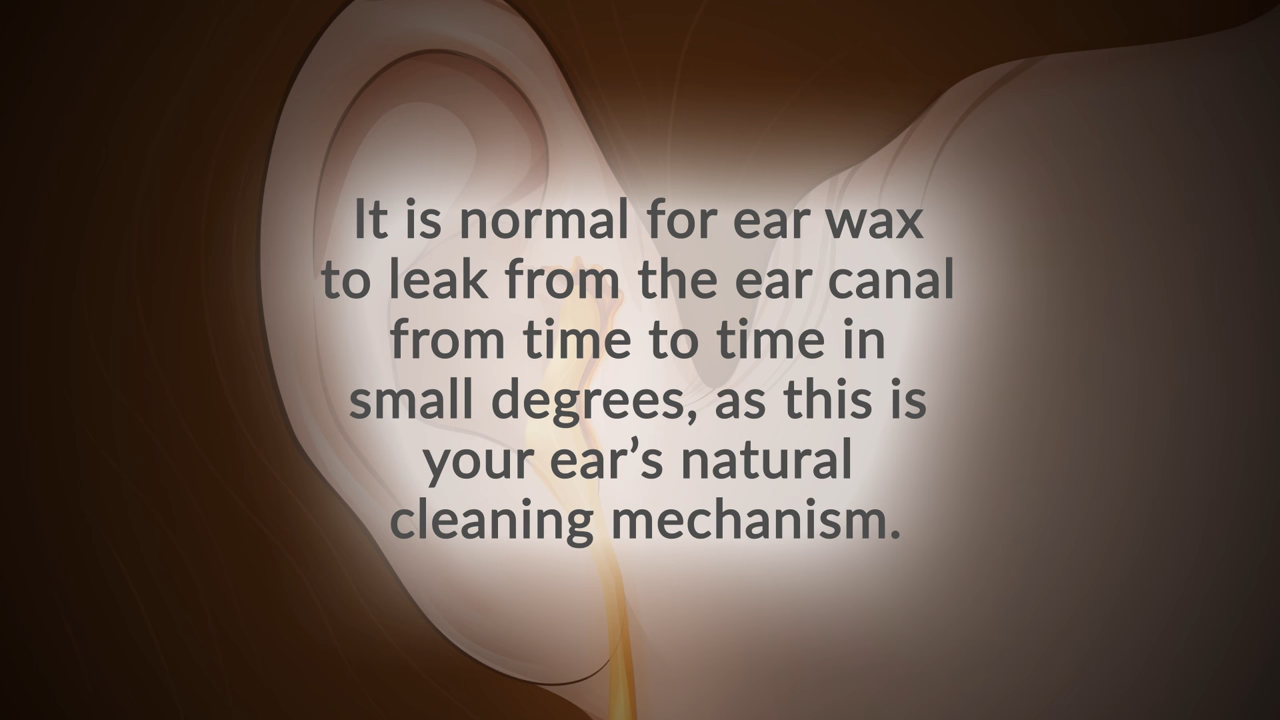 It is normal for ear wax
to leak from the ear canal
from time to time in
small degrees, as this is
your ear’s natural
cleaning mechanism.